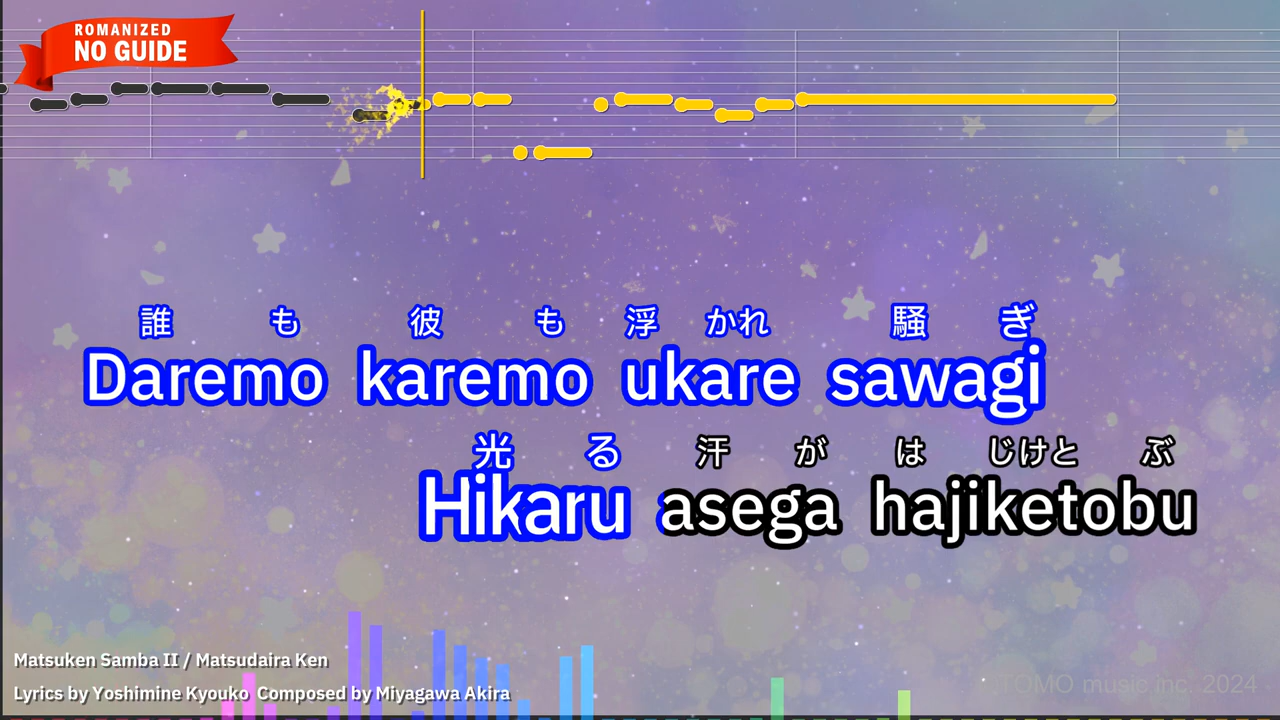 ROMANIZED
NO GUIDE
誰も彼も浮かれ騒ぎ
Daremo karemo ukare sawagi
光る汗がはじけとぶ
Hikaru asega hajiketobu
Matsuken Samba II / Matsudaira Ken
Lyrics by Yoshimine Kyouko Composed by Miyagawa Akira
TOMO music inc. 2024